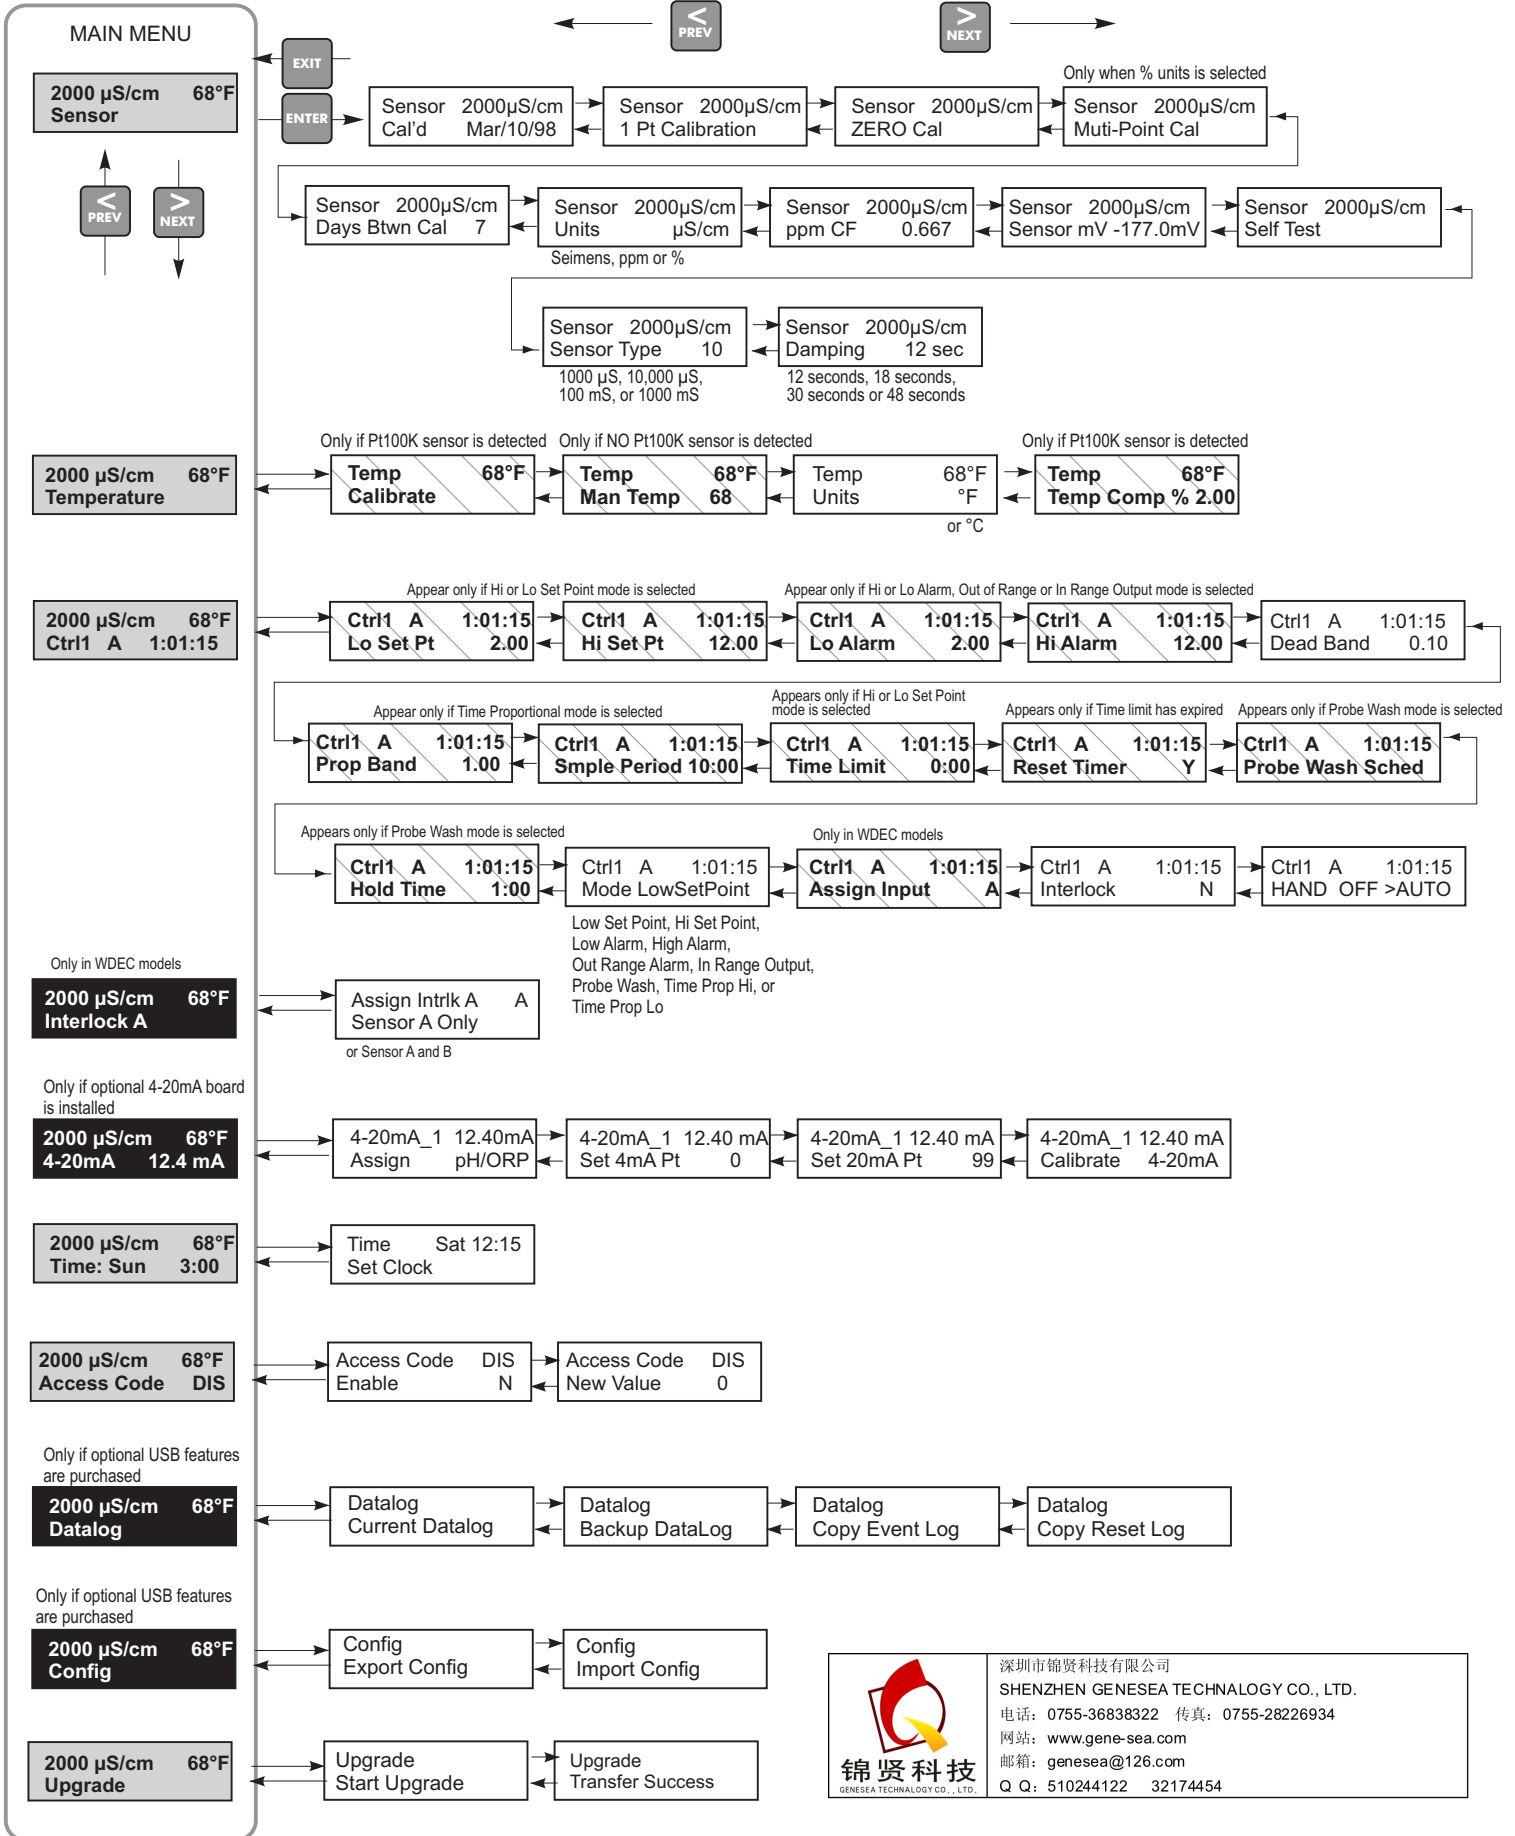 MAIN MENU
< PREV
> NEXT
EXIT
ENTER
Only when % units is selected
2000 µS/cm 68°F
Sensor
Sensor 2000µS/cm
Cal'd Mar/10/98
Sensor 2000µS/cm
1 Pt Calibration
Sensor 2000µS/cm
ZERO Cal
Sensor 2000µS/cm
Muti-Point Cal
< PREV
> NEXT
Sensor 2000µS/cm
Days Btwn Cal 7
Sensor 2000µS/cm
Units µS/cm
Seimens, ppm or %
Sensor 2000µS/cm
ppm CF 0.667
Sensor 2000µS/cm
Sensor mV -177.0mV
Sensor 2000µS/cm
Self Test
Sensor 2000µS/cm
Sensor Type 10
1000 µS, 10,000 µS,
100 mS, or 1000 mS
Sensor 2000µS/cm
Damping 12 sec
12 seconds, 18 seconds,
30 seconds or 48 seconds
2000 µS/cm 68°F
Temperature
Only if Pt100K sensor is detected
Temp 68°F
Calibrate
Only if NO Pt100K sensor is detected
Temp 68°F
Man Temp 68
Temp 68°F
Units °F
or °C
Only if Pt100K sensor is detected
Temp 68°F
Temp Comp % 2.00
2000 µS/cm 68°F
Ctrl1 A 1:01:15
Appear only if Hi or Lo Set Point mode is selected
Ctrl1 A 1:01:15
Lo Set Pt 2.00
Ctrl1 A 1:01:15
Hi Set Pt 12.00
Appear only if Hi or Lo Alarm, Out of Range or In Range Output mode is selected
Ctrl1 A 1:01:15
Lo Alarm 2.00
Ctrl1 A 1:01:15
Hi Alarm 12.00
Ctrl1 A 1:01:15
Dead Band 0.10
Appear only if Time Proportional mode is selected
Ctrl1 A 1:01:15
Prop Band 1.00
Ctrl1 A 1:01:15
Smple Period 10:00
Appears only if Hi or Lo Set Point
mode is selected
Ctrl1 A 1:01:15
Time Limit 0:00
Appears only if Time limit has expired
Ctrl1 A 1:01:15
Reset Timer Y
Appears only if Probe Wash mode is selected
Ctrl1 A 1:01:15
Probe Wash Sched
Appears only if Probe Wash mode is selected
Ctrl1 A 1:01:15
Hold Time 1:00
Ctrl1 A 1:01:15
Mode LowSetPoint
Low Set Point, Hi Set Point,
Low Alarm, High Alarm,
Out Range Alarm, In Range Output,
Probe Wash, Time Prop Hi, or
Time Prop Lo
Only in WDEC models
Ctrl1 A 1:01:15
Assign Input A
Ctrl1 A 1:01:15
Interlock N
Ctrl1 A 1:01:15
HAND OFF >AUTO
Only in WDEC models
2000 µS/cm 68°F
Interlock A
Assign Intrlk A A
Sensor A Only
or Sensor A and B
Only if optional 4-20mA board
is installed
2000 µS/cm 68°F
4-20mA 12.4 mA
4-20mA_1 12.40mA
Assign pH/ORP
4-20mA_1 12.40 mA
Set 4mA Pt 0
4-20mA_1 12.40 mA
Set 20mA Pt 99
4-20mA_1 12.40 mA
Calibrate 4-20mA
2000 µS/cm 68°F
Time: Sun 3:00
Time Sat 12:15
Set Clock
2000 µS/cm 68°F
Access Code DIS
Access Code DIS
Enable N
Access Code DIS
New Value 0
Only if optional USB features
are purchased
2000 µS/cm 68°F
Datalog
Datalog
Current Datalog
Datalog
Backup DataLog
Datalog
Copy Event Log
Datalog
Copy Reset Log
Only if optional USB features
are purchased
2000 µS/cm 68°F
Config
Config
Export Config
Config
Import Config
2000 µS/cm 68°F
Upgrade
Upgrade
Start Upgrade
Upgrade
Transfer Success
锦贤科技
GENESEA TECHNALOGY CO., LTD.
深圳市锦贤科技有限公司
SHENZHEN GENESEA TECHNALOGY CO., LTD.
电话：0755-36838322 传真：0755-28226934
网站：www.gene-sea.com
邮箱：genesea@126.com
Q Q：510244122 32174454